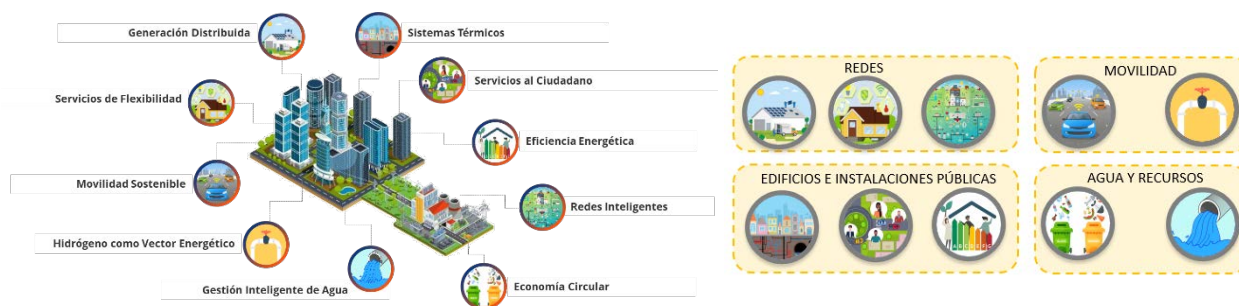 Generación Distribuida
Sistemas Térmicos
Servicios al Ciudadano
Servicios de Flexibilidad
Eficiencia Energética
Movilidad Sostenible
Redes Inteligentes
Hidrógeno como Vector Energético
Gestión Inteligente de Agua
Economía Circular
REDES
MOVILIDAD
EDIFICIOS E INSTALACIONES PÚBLICAS
AGUA Y RECURSOS
A B C D E F G